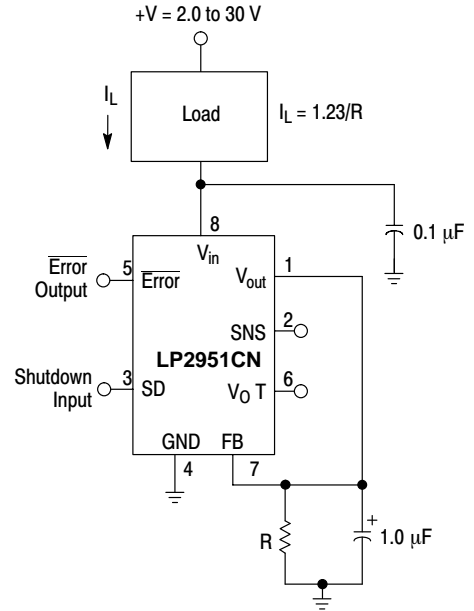 +V = 2.0 to 30 V
I_L
Load
I_L = 1.23/R
0.1 µF
8
V_in
Error
Output
5
Error
V_out
1
SNS
2
LP2951CN
Shutdown
Input
3
SD
V_O T
6
GND
FB
4
7
R
+
1.0 µF